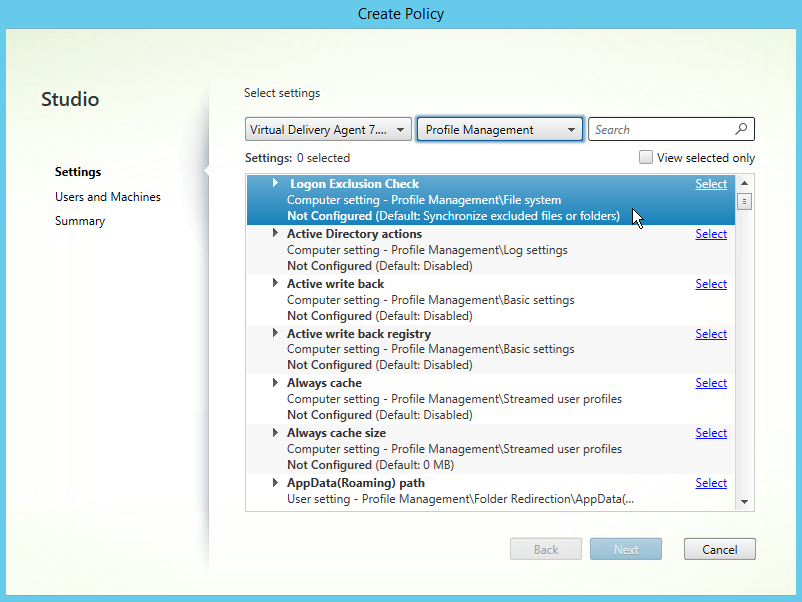 Create Policy
Studio
Settings
Users and Machines
Summary
Select settings
Virtual Delivery Agent 7....
Profile Management
Search
Settings: 0 selected
View selected only
Logon Exclusion Check Select
Computer setting - Profile Management\File system
Not Configured (Default: Synchronize excluded files or folders)
Active Directory actions Select
Computer setting - Profile Management\Log settings
Not Configured (Default: Disabled)
Active write back Select
Computer setting - Profile Management\Basic settings
Not Configured (Default: Disabled)
Active write back registry Select
Computer setting - Profile Management\Basic settings
Not Configured (Default: Disabled)
Always cache Select
Computer setting - Profile Management\Streamed user profiles
Not Configured (Default: Disabled)
Always cache size Select
Computer setting - Profile Management\Streamed user profiles
Not Configured (Default: 0 MB)
AppData(Roaming) path Select
User setting - Profile Management\Folder Redirection\AppData(...
Back
Next
Cancel